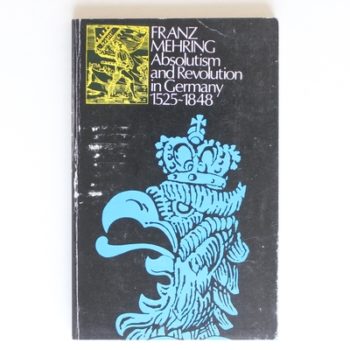 FRANZ
MEHRING
Absolutism
and Revolution
in Germany
1525~1848